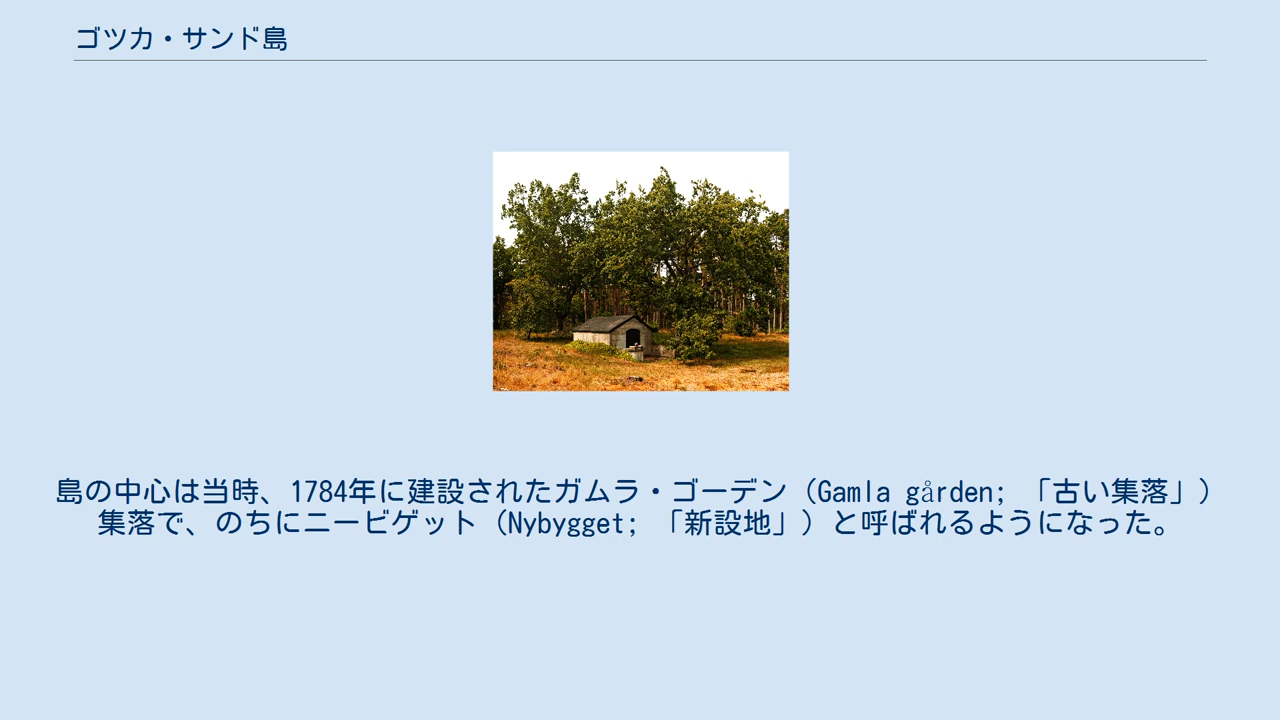 ゴツカ・サンド島
島の中心は当時、1784年に建設されたガムラ・ゴーデン（Gamla gården; 「古い集落」）
集落で、のちにニービゲット（Nybygget; 「新設地」）と呼ばれるようになった。